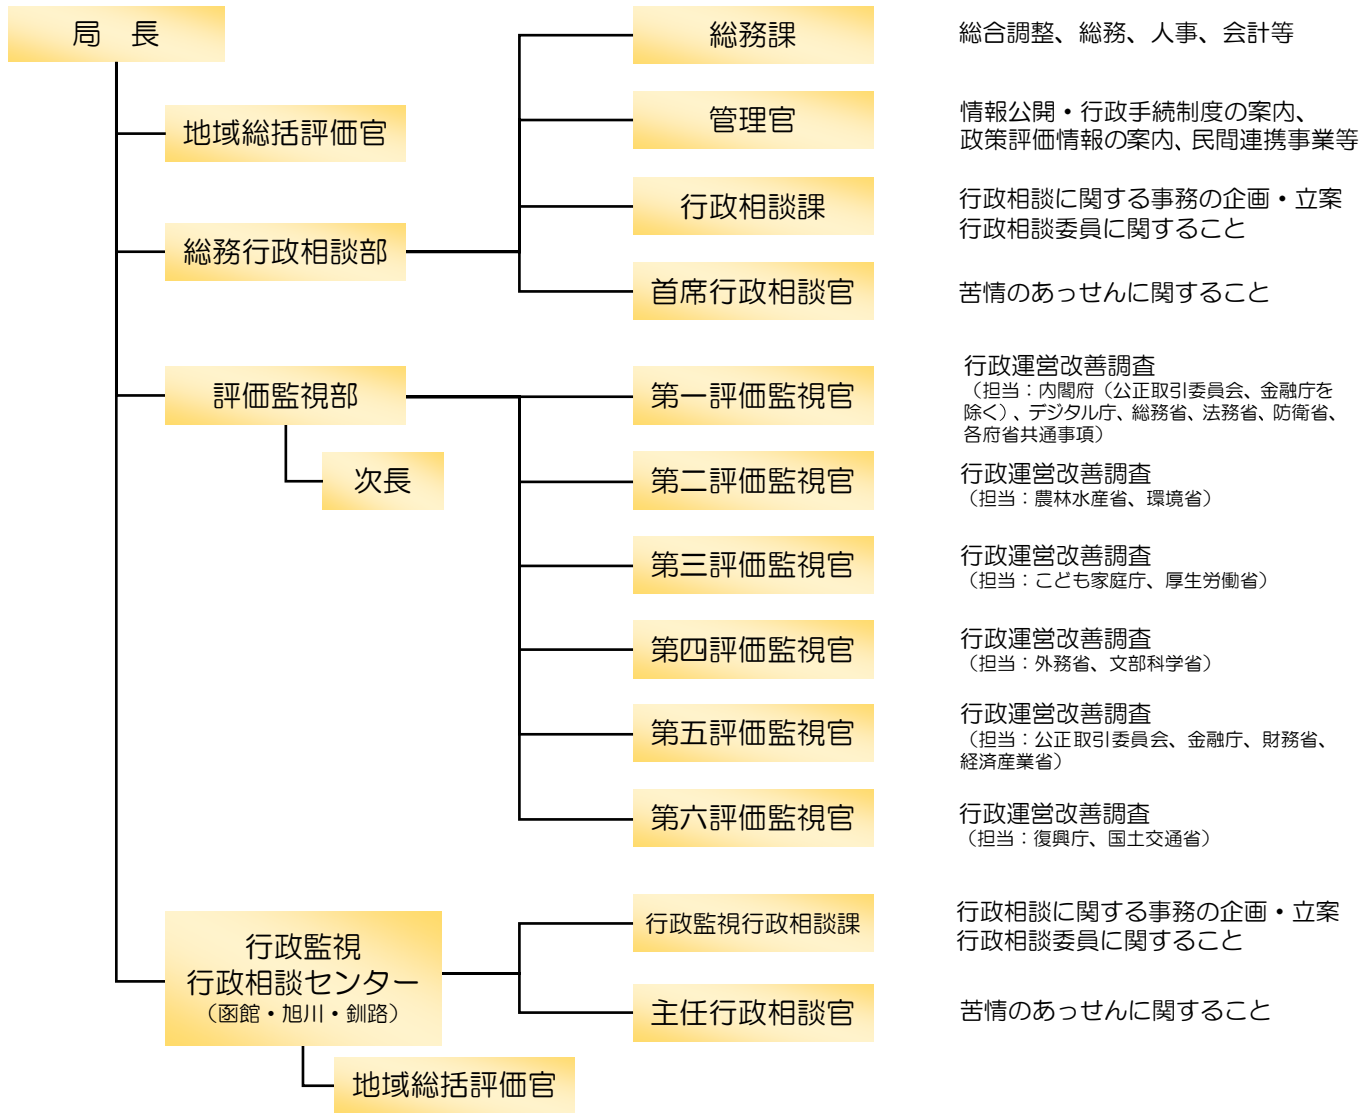 局　長
地域総括評価官
総務行政相談部
総務課
総合調整、総務、人事、会計等
管理官
情報公開・行政手続制度の案内、
政策評価情報の案内、民間連携事業等
行政相談課
行政相談に関する事務の企画・立案
行政相談委員に関すること
首席行政相談官
苦情のあっせんに関すること
評価監視部
次長
第一評価監視官
行政運営改善調査
（担当：内閣府（公正取引委員会、金融庁を
除く）、デジタル庁、総務省、法務省、防衛省、
各府省共通事項）
第二評価監視官
行政運営改善調査
（担当：農林水産省、環境省）
第三評価監視官
行政運営改善調査
（担当：こども家庭庁、厚生労働省）
第四評価監視官
行政運営改善調査
（担当：外務省、文部科学省）
第五評価監視官
行政運営改善調査
（担当：公正取引委員会、金融庁、財務省、
経済産業省）
第六評価監視官
行政運営改善調査
（担当：復興庁、国土交通省）
行政監視
行政相談センター
（函館・旭川・釧路）
地域総括評価官
行政監視行政相談課
行政相談に関する事務の企画・立案
行政相談委員に関すること
主任行政相談官
苦情のあっせんに関すること